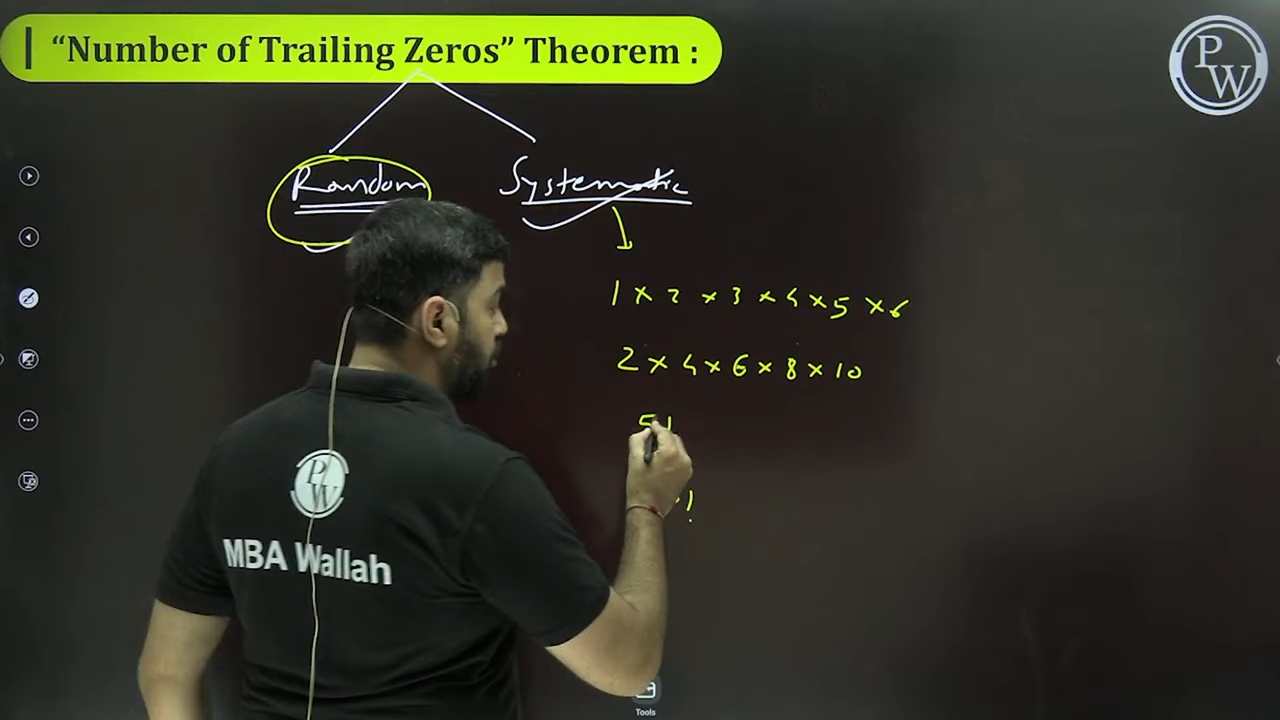 "Number of Trailing Zeros" Theorem :
PW
Random
Systematic
1 × 2 × 3 × 4 × 5 × 6
2 × 4 × 6 × 8 × 10
5!
!
PW
MBA Wallah
Tools